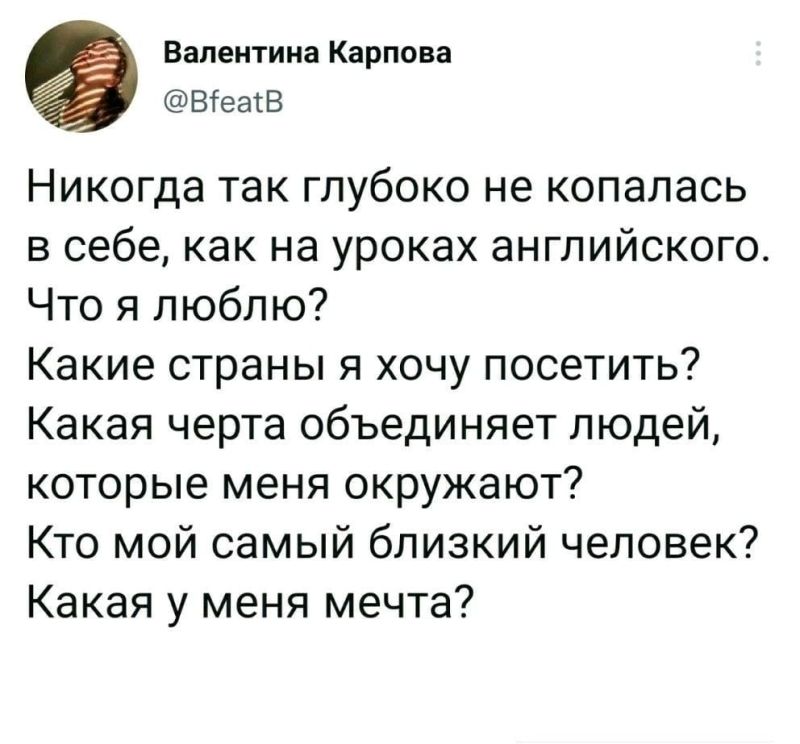 Валентина Карпова
@BfeatB
Никогда так глубоко не копалась
в себе, как на уроках английского.
Что я люблю?
Какие страны я хочу посетить?
Какая черта объединяет людей,
которые меня окружают?
Кто мой самый близкий человек?
Какая у меня мечта?